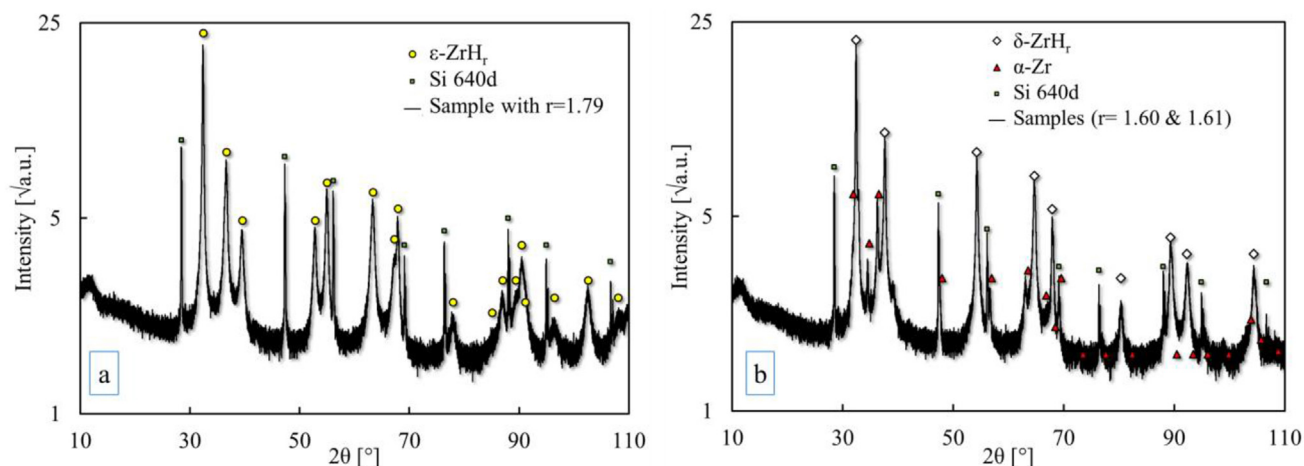 25
5
1
Intensity [√a.u.]
ε-ZrHr
Si 640d
Sample with r=1.79
a
10
30
50
70
90
110
2θ [°]
25
5
1
Intensity [√a.u.]
δ-ZrHr
α-Zr
Si 640d
Samples (r= 1.60 & 1.61)
b
10
30
50
70
90
110
2θ [°]